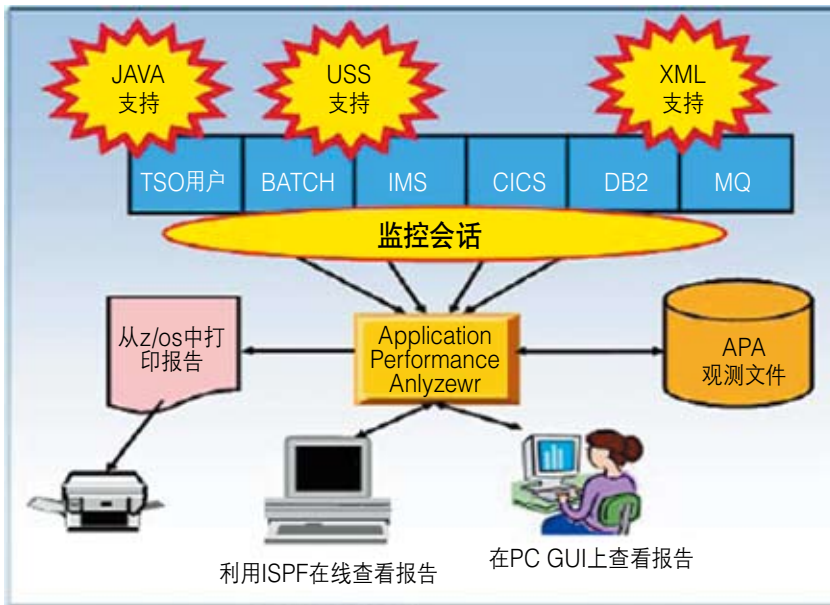 JAVA
支持
USS
支持
XML
支持
TSO用户
BATCH
IMS
CICS
DB2
MQ
监控会话
从z/os中打
印报告
Application
Performance
Anlyzewr
APA
观测文件
利用ISPF在线查看报告
在PC GUI上查看报告